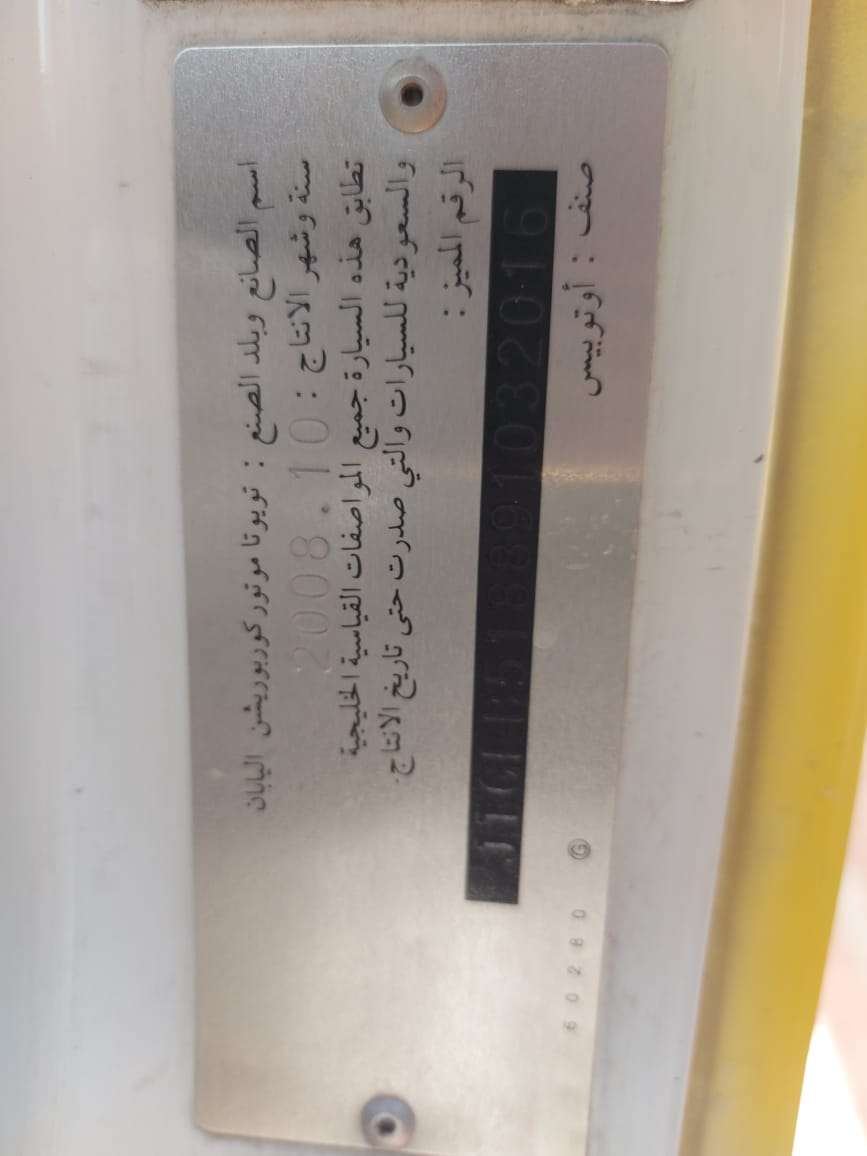 اسم الصانع وبلد الصنع : تويوتا موتور كوربوريشن اليابان
سنة وشهر الانتاج : 2008.10
تطابق هذه السيارة جميع المواصفات القياسية الخليجية
والسعودية للسيارات والتي صدرت حتى تاريخ الانتاج.
الرقم المميز :
صنف : أوتوبيس
60280 Ⓖ